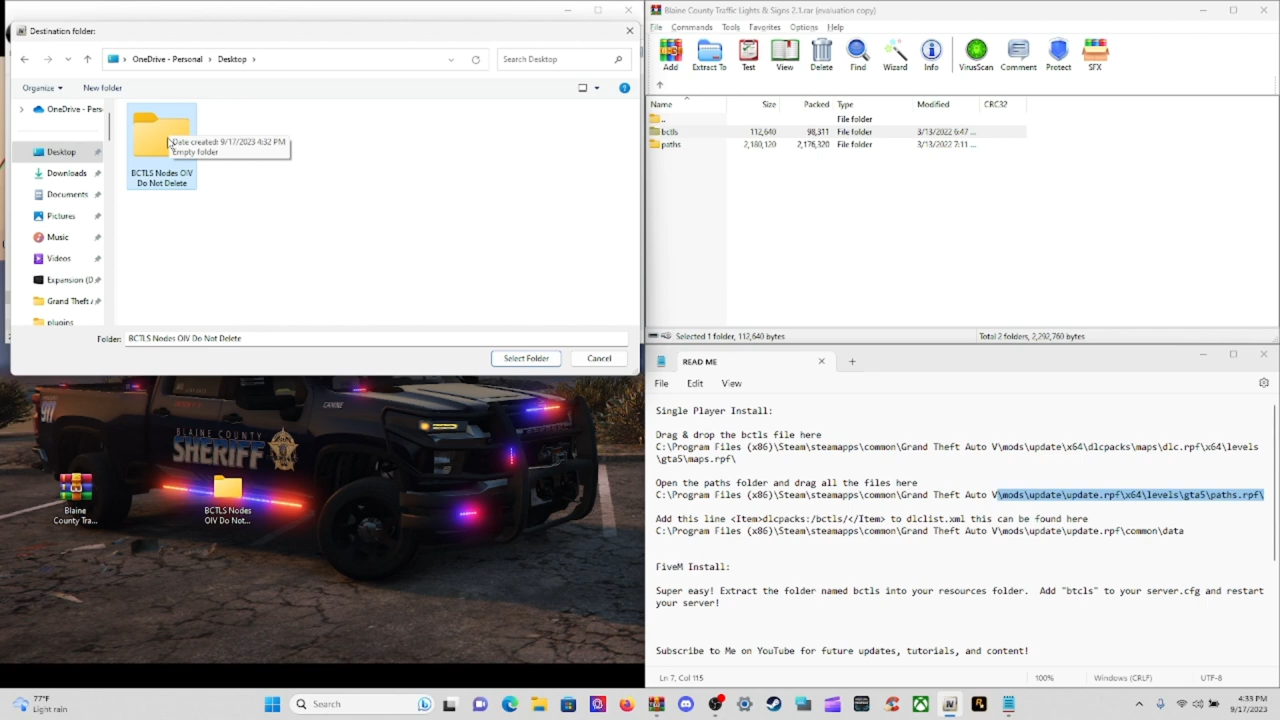 Destination folder:
OneDrive - Personal > Desktop >
Search Desktop
Organize
New folder
OneDrive - Pers
Desktop
Downloads
Documents
Pictures
Music
Videos
Expansion (D
Grand Theft
plugins
Date created: 9/17/2023 4:32 PM
Empty folder
BCTLS Nodes OIV
Do Not Delete
Folder:
BCTLS Nodes OIV Do Not Delete
Select Folder
Cancel
Blaine County Traffic Lights & Signs 2.1.rar (evaluation copy)
File Commands Tools Favorites Options Help
Add Extract To Test View Delete Find Wizard Info VirusScan Comment Protect SFX
Name Size Packed Type Modified CRC32
.. File folder
bctls 112,640 98,311 File folder 3/13/2022 6:47 ...
paths 2,180,120 2,176,320 File folder 3/13/2022 7:11 ...
Selected 1 folder, 112,640 bytes
Total 2 folders, 2,292,760 bytes
READ ME
File Edit View
Single Player Install:
Drag & drop the bctls file here
C:\Program Files (x86)\Steam\steamapps\common\Grand Theft Auto V\mods\update\x64\dlcpacks\maps\dlc.rpf\x64\levels
\gta5\maps.rpf\
Open the paths folder and drag all the files here
C:\Program Files (x86)\Steam\steamapps\common\Grand Theft Auto V\mods\update\update.rpf\x64\levels\gta5\paths.rpf\
Add this line <Item>dlcpacks:/bctls/</Item> to dlclist.xml this can be found here
C:\Program Files (x86)\Steam\steamapps\common\Grand Theft Auto V\mods\update\update.rpf\common\data
FiveM Install:
Super easy! Extract the folder named bctls into your resources folder. Add "btcls" to your server.cfg and restart
your server!
Subscribe to Me on YouTube for future updates, tutorials, and content!
Ln 7, Col 115
100%
Windows (CRLF)
UTF-8
911
CANINE
BLAINE COUNTY
SHERIFF
Blaine
County Tra...
BCTLS Nodes
OIV Do Not...
77°F
Light rain
Search
4:33 PM
9/17/2023